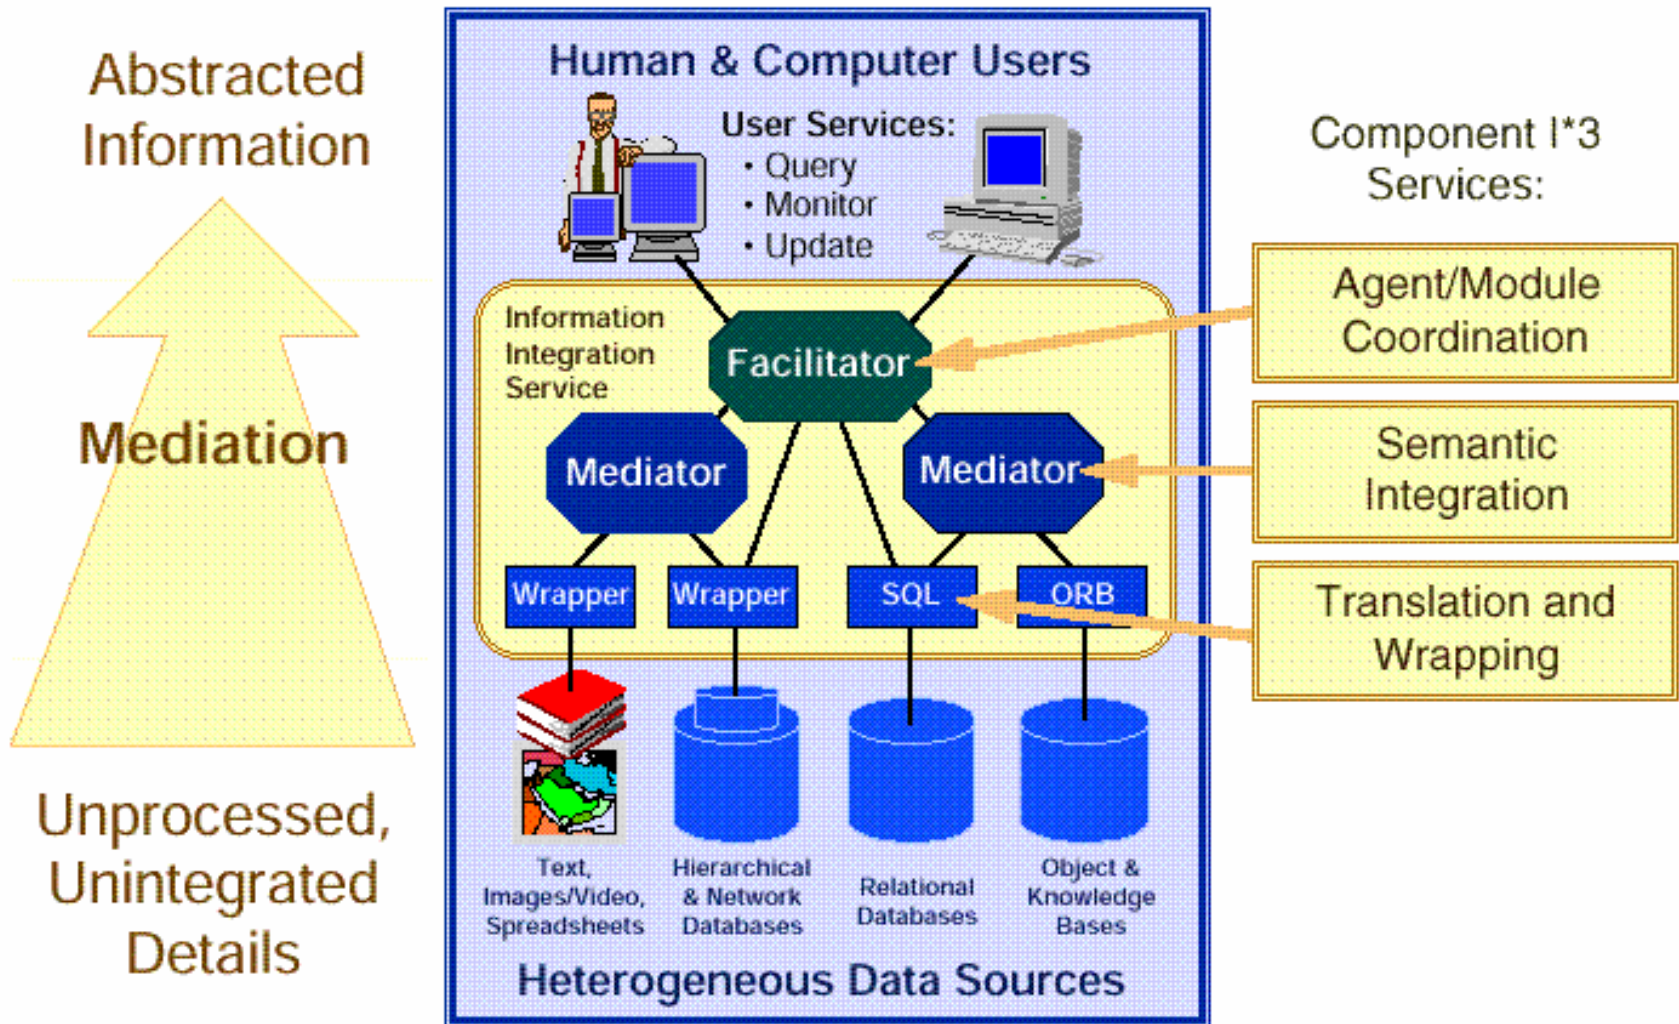 Abstracted
Information
Mediation
Unprocessed,
Unintegrated
Details
Human & Computer Users
User Services:
• Query
• Monitor
• Update
Information
Integration
Service
Facilitator
Mediator
Mediator
Wrapper
Wrapper
SQL
ORB
Text,
Images/Video,
Spreadsheets
Hierarchical
& Network
Databases
Relational
Databases
Object &
Knowledge
Bases
Heterogeneous Data Sources
Component I*3
Services:
Agent/Module
Coordination
Semantic
Integration
Translation and
Wrapping